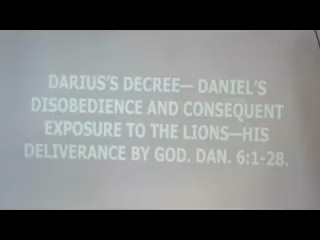 DARIUS'S DECREE— DANIEL'S
DISOBEDIENCE AND CONSEQUENT
EXPOSURE TO THE LIONS—HIS
DELIVERANCE BY GOD. DAN. 6:1-28.